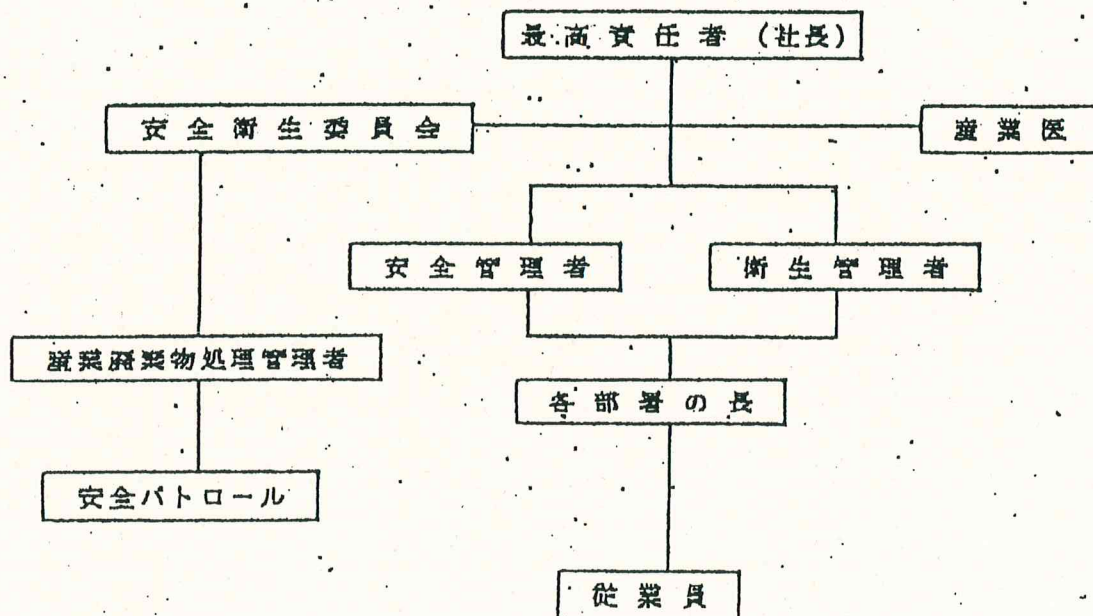 最高責任者（社長）
安全衛生委員会
産業医
安全管理者
衛生管理者
産業廃棄物処理管理者
各部署の長
安全パトロール
従業員